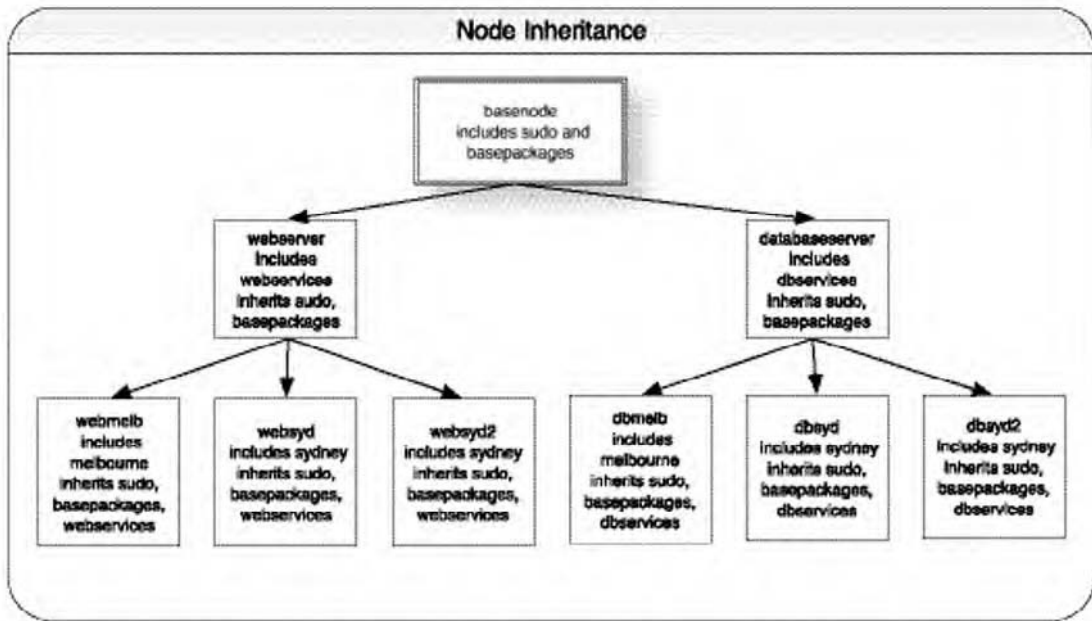 Node Inheritance
basenode
includes sudo and
basepackages
webserver
includes
webservices
inherits sudo,
basepackages
databaseserver
includes
dbservices
inherits sudo,
basepackages
webmelb
includes
melbourne
inherits sudo,
basepackages,
webservices
websyd
includes sydney
inherits sudo,
basepackages,
webservices
websyd2
includes sydney
inherits sudo,
basepackages,
webservices
dbmelb
includes
melbourne
inherits sudo,
basepackages,
dbservices
dbsyd
includes sydney
inherits sudo,
basepackages,
dbservices
dbsyd2
includes sydney
inherits sudo,
basepackages,
dbservices